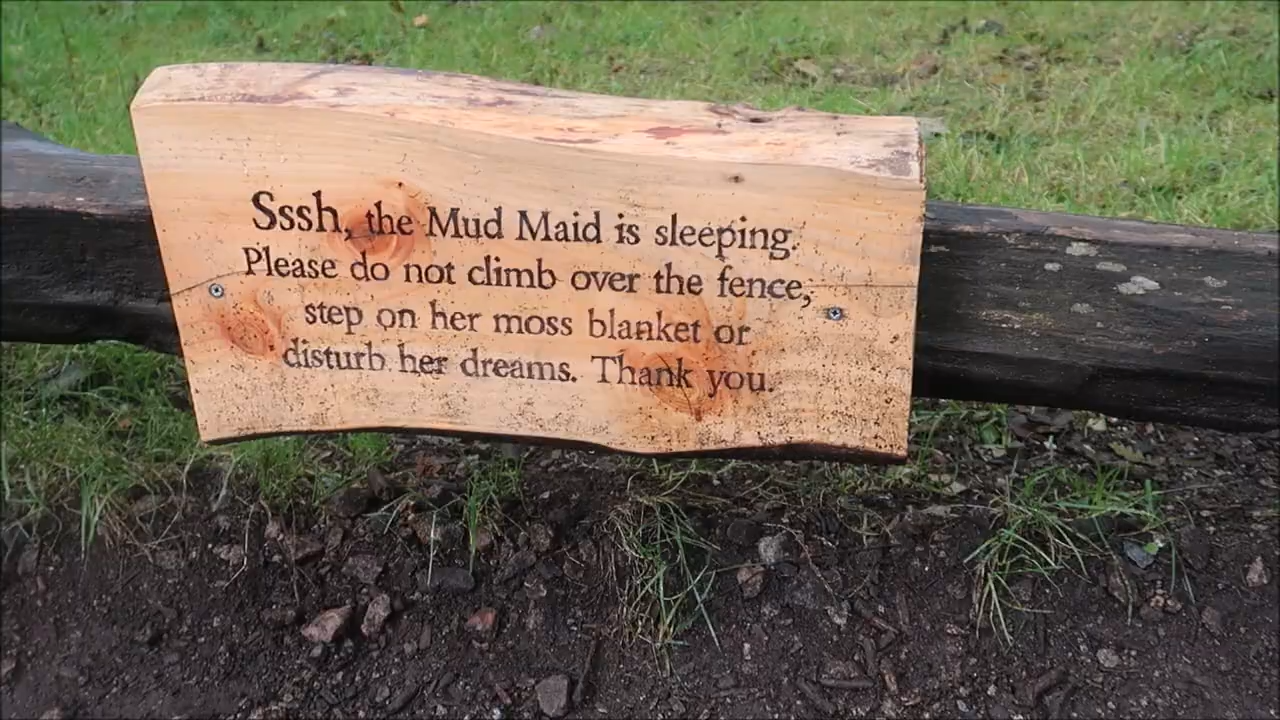 Sssh, the Mud Maid is sleeping.
Please do not climb over the fence,
step on her moss blanket or
disturb her dreams. Thank you.